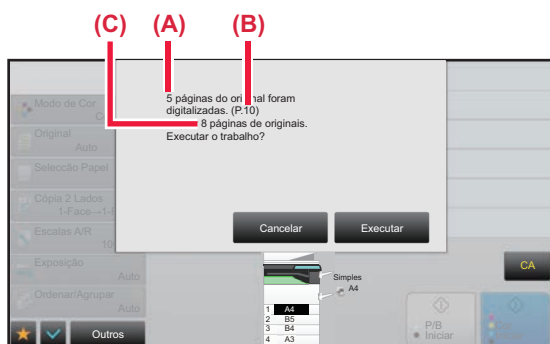 (C) (A) (B)
5 páginas do original foram
digitalizadas. (P.10)
8 páginas de originais.
Executar o trabalho?
Cancelar Executar
Modo de Cor
Original
Auto
Selecção Papel
Cópia 2 Lados
1-Face→1-
Escalas A/R
10
Exposição
Auto
Ordenar/Agrupar
Auto
Outros
Simples
A4
1 A4
2 B5
3 B4
4 A3
CA
P/B
Iniciar